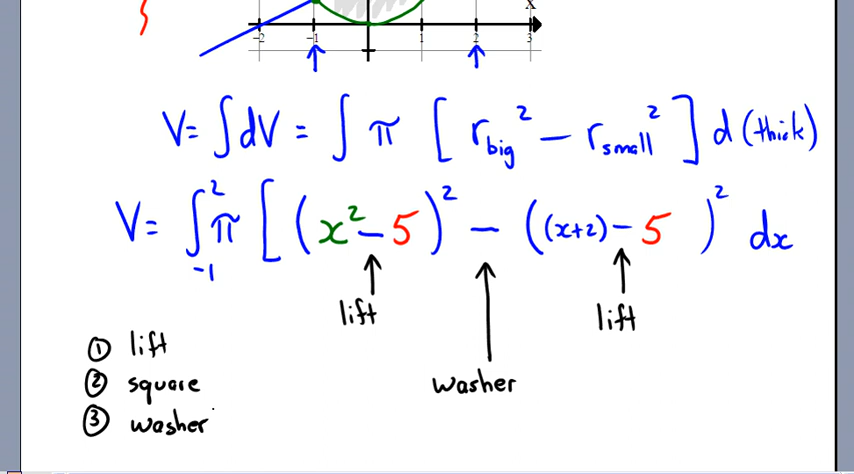 x
-2 -1 1 2 3
V= ∫dV = ∫ π [ r_big² − r_small² ] d (thick)
V= ∫₋₁² π [ (x² − 5)² − ((x+2) − 5)² dx
lift lift
washer
① lift
② square
③ washer